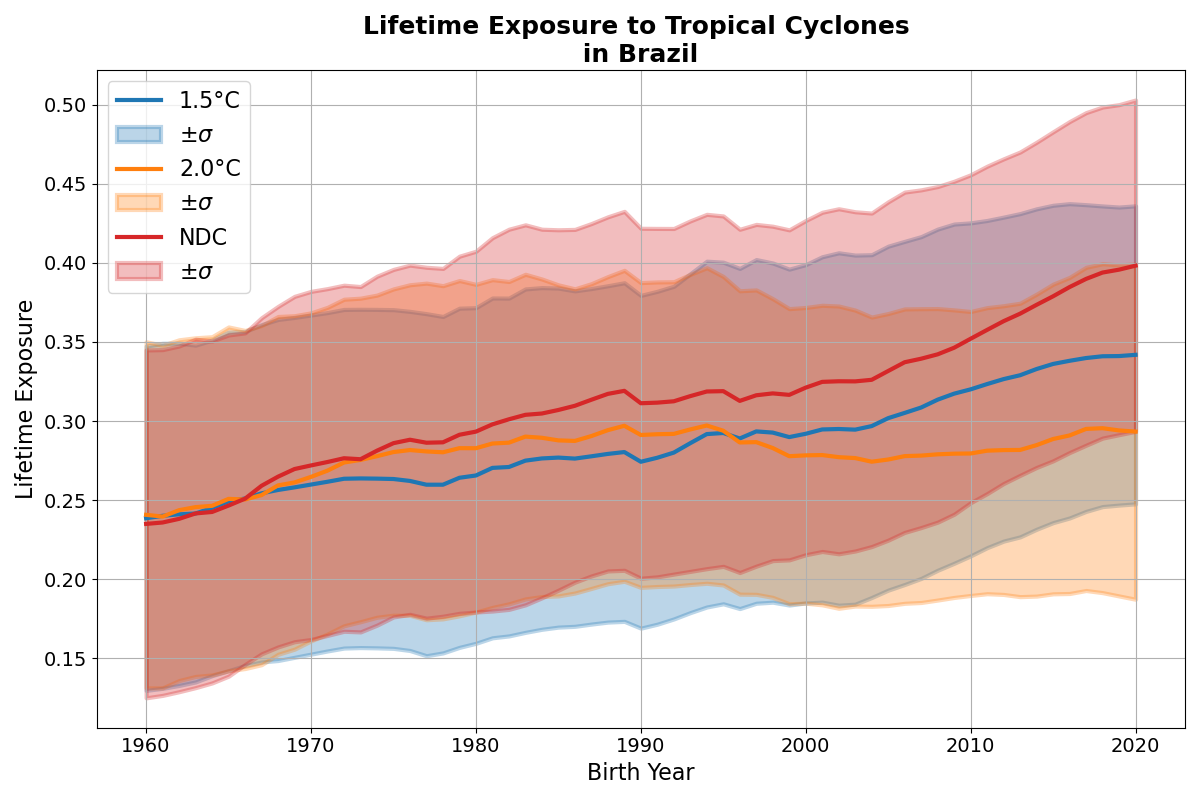 Lifetime Exposure to Tropical Cyclones
in Brazil
1.5°C
±σ
2.0°C
±σ
NDC
±σ
Lifetime Exposure
0.50
0.45
0.40
0.35
0.30
0.25
0.20
0.15
1960 1970 1980 1990 2000 2010 2020
Birth Year